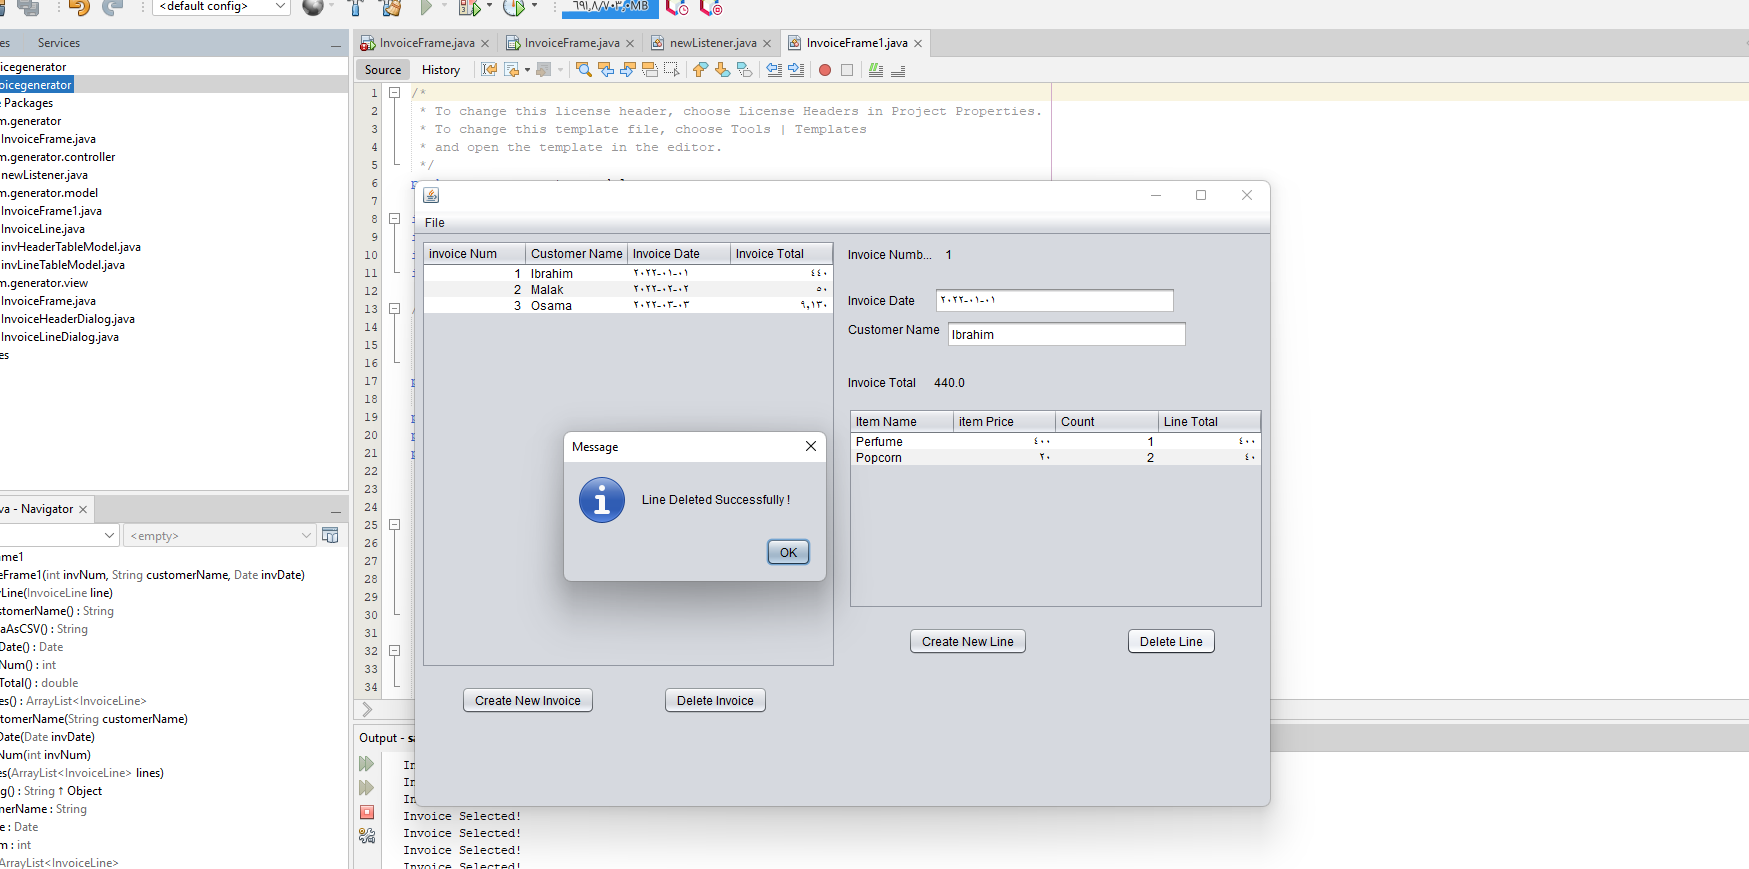 <default config>
٦٩١٫٨/٧٠٣٫٠MB
es
Services
InvoiceFrame.java
InvoiceFrame.java
newListener.java
InvoiceFrame1.java
Source
History
icegenerator
oicegenerator
Packages
m.generator
InvoiceFrame.java
m.generator.controller
newListener.java
m.generator.model
InvoiceFrame1.java
InvoiceLine.java
invHeaderTableModel.java
invLineTableModel.java
m.generator.view
InvoiceFrame.java
InvoiceHeaderDialog.java
InvoiceLineDialog.java
es
1 /*
2 * To change this license header, choose License Headers in Project Properties.
3 * To change this template file, choose Tools | Templates
4 * and open the template in the editor.
5 */
6
7
8
9
10
11
12
13 /
14
15
16
17
18
19
20
21
22
23
24
25
26
27
28
29
30
31
32
33
34
File
invoice Num Customer Name Invoice Date Invoice Total
1 Ibrahim ٢٠٢٢-٠١-٠١ ٤٤٠
2 Malak ٢٠٢٢-٠٢-٠٢ ٥٠
3 Osama ٢٠٢٢-٠٣-٠٣ ٩,١٣٠
Create New Invoice
Delete Invoice
Invoice Numb... 1
Invoice Date ٢٠٢٢-٠١-٠١
Customer Name Ibrahim
Invoice Total 440.0
Item Name item Price Count Line Total
Perfume ٤٠٠ 1 ٤٠٠
Popcorn ٢٠ 2 ٤٠
Create New Line
Delete Line
Message
Line Deleted Successfully !
OK
va - Navigator
<empty>
ame1
eFrame1(int invNum, String customerName, Date invDate)
Line(InvoiceLine line)
stomerName() : String
aAsCSV() : String
Date() : Date
Num() : int
Total() : double
es() : ArrayList<InvoiceLine>
tomerName(String customerName)
Date(Date invDate)
Num(int invNum)
es(ArrayList<InvoiceLine> lines)
g() : String ↑ Object
merName : String
e : Date
m : int
ArrayList<InvoiceLine>
Output - sa
In
In
In
Invoice Selected!
Invoice Selected!
Invoice Selected!
Invoice Selected!